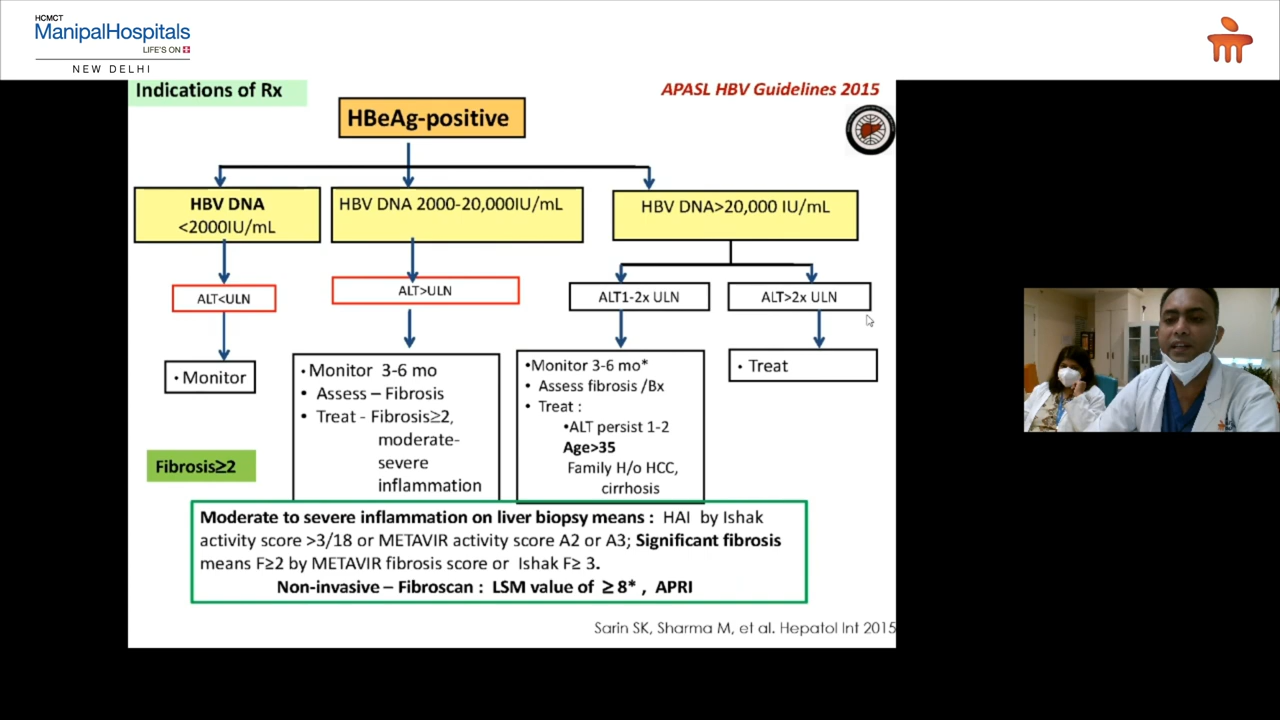 HCMCT
ManipalHospitals
LIFE'S ON
NEW DELHI
Indications of Rx
APASL HBV Guidelines 2015
HBeAg-positive
HBV DNA
<2000IU/mL
HBV DNA 2000-20,000IU/mL
HBV DNA>20,000 IU/mL
ALT<ULN
ALT>ULN
ALT1-2x ULN
ALT>2x ULN
• Monitor
• Monitor 3-6 mo
• Assess – Fibrosis
• Treat - Fibrosis≥2,
moderate-
severe
inflammation
•Monitor 3-6 mo*
• Assess fibrosis /Bx
• Treat :
•ALT persist 1-2
Age>35
Family H/o HCC,
cirrhosis
• Treat
Fibrosis≥2
Moderate to severe inflammation on liver biopsy means : HAI by Ishak
activity score >3/18 or METAVIR activity score A2 or A3; Significant fibrosis
means F≥2 by METAVIR fibrosis score or Ishak F≥ 3.
Non-invasive – Fibroscan : LSM value of ≥ 8* , APRI
Sarin SK, Sharma M, et al. Hepatol Int 2015